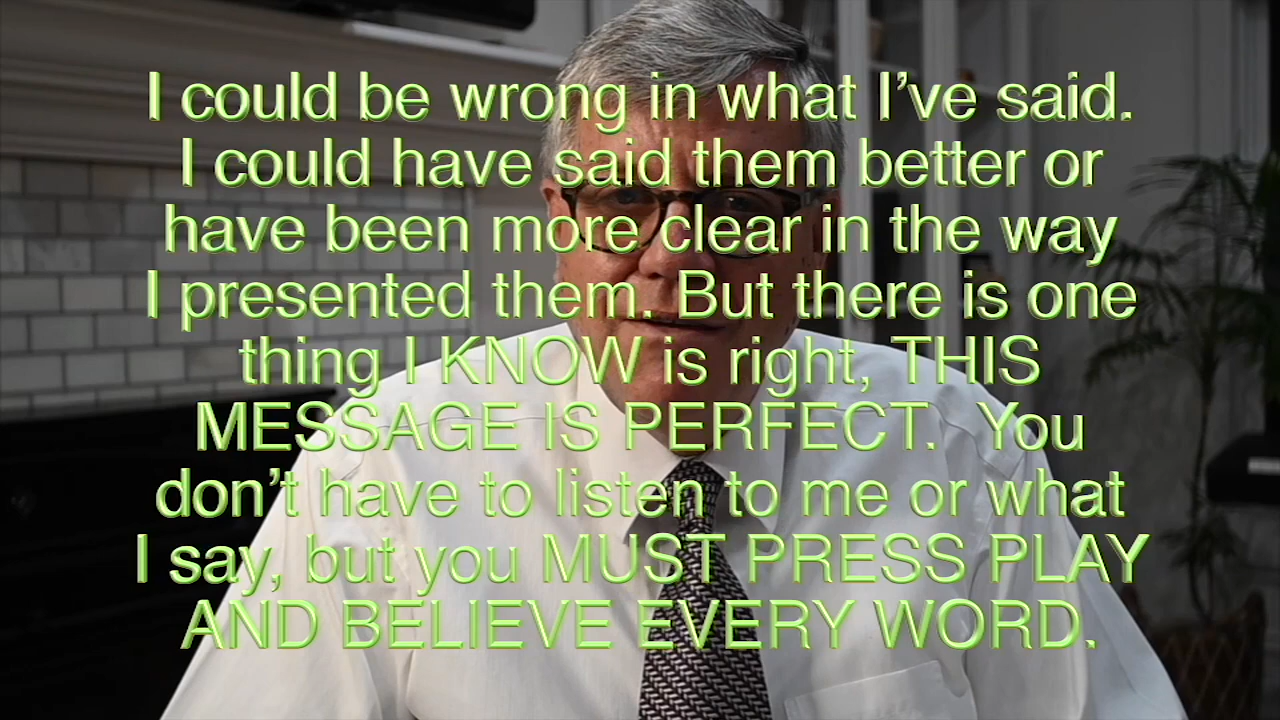 I could be wrong in what I’ve said.
I could have said them better or
have been more clear in the way
I presented them. But there is one
thing I KNOW is right, THIS
MESSAGE IS PERFECT. You
don’t have to listen to me or what
I say, but you MUST PRESS PLAY
AND BELIEVE EVERY WORD.